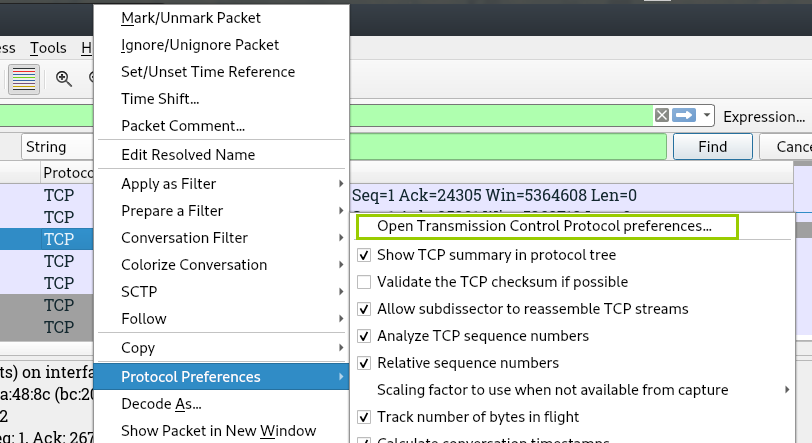 Mark/Unmark Packet
Ignore/Unignore Packet
Set/Unset Time Reference
Time Shift...
Packet Comment...
Edit Resolved Name
Apply as Filter
Prepare a Filter
Conversation Filter
Colorize Conversation
SCTP
Follow
Copy
Protocol Preferences
Decode As...
Show Packet in New Window
ess Tools H
Expression...
String
Find
Cance
Protoco
TCP Seq=1 Ack=24305 Win=5364608 Len=0
TCP
TCP
TCP
TCP
TCP
TCP
Open Transmission Control Protocol preferences...
Show TCP summary in protocol tree
Validate the TCP checksum if possible
Allow subdissector to reassemble TCP streams
Analyze TCP sequence numbers
Relative sequence numbers
Scaling factor to use when not available from capture
Track number of bytes in flight
Calculate conversation timestamps
ts) on interfa
a:48:8c (bc:20
2
eq: 1, Ack: 267